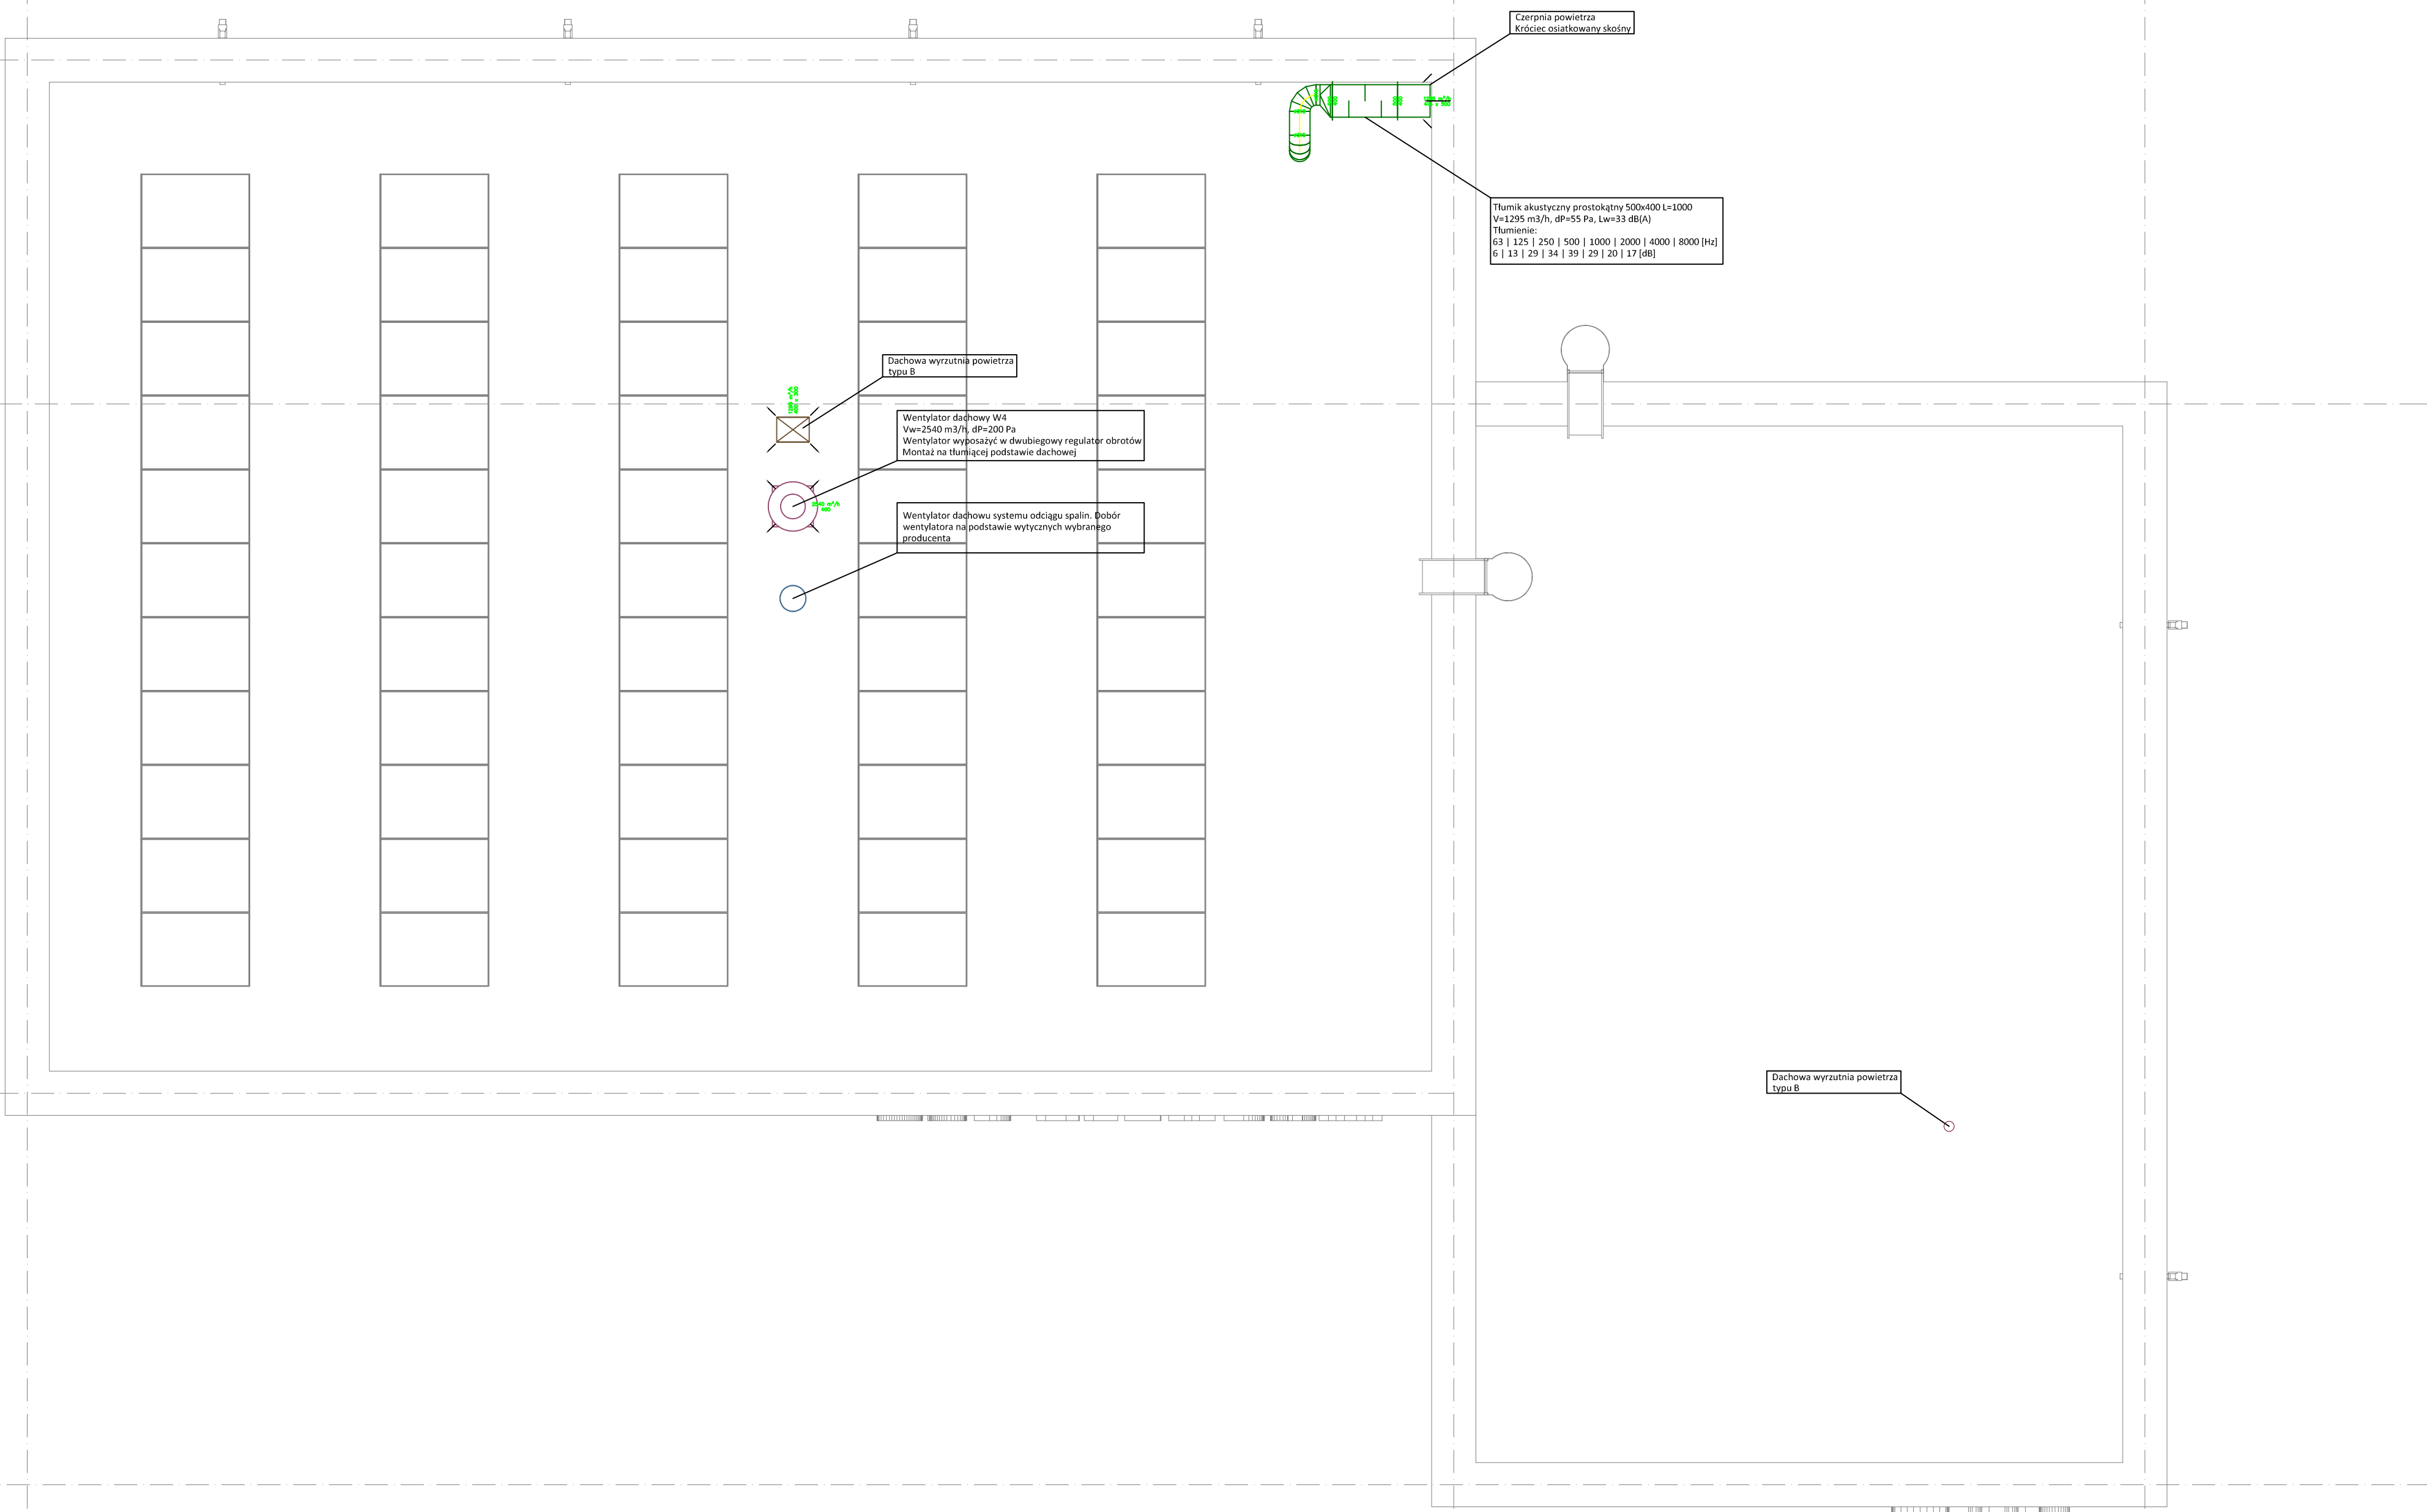 Czerpnia powietrza
Króciec osiatkowany skośny
Tłumik akustyczny prostokątny 500x400 L=1000
V=1295 m3/h, dP=55 Pa, Lw=33 dB(A)
Tłumienie:
63 | 125 | 250 | 500 | 1000 | 2000 | 4000 | 8000 [Hz]
6 | 13 | 29 | 34 | 39 | 29 | 20 | 17 [dB]
Dachowa wyrzutnia powietrza
typu B
Wentylator dachowy W4
Vw=2540 m3/h, dP=200 Pa
Wentylator wyposażyć w dwubiegowy regulator obrotów
Montaż na tłumiącej podstawie dachowej
2540 m³/h
Wentylator dachowu systemu odciągu spalin. Dobór
wentylatora na podstawie wytycznych wybranego
producenta
Dachowa wyrzutnia powietrza
typu B